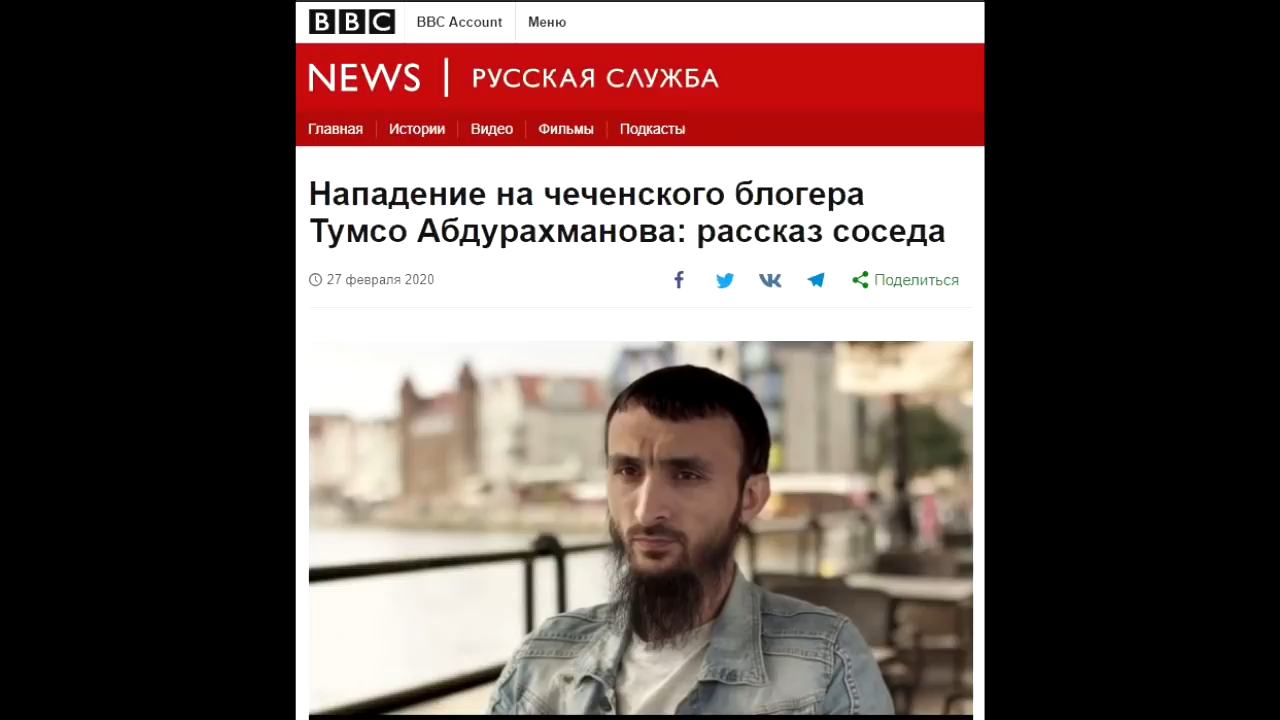 BBC BBC Account Меню
NEWS | РУССКАЯ СЛУЖБА
Главная Истории Видео Фильмы Подкасты
Нападение на чеченского блогера
Тумсо Абдурахманова: рассказ соседа
27 февраля 2020 Поделиться